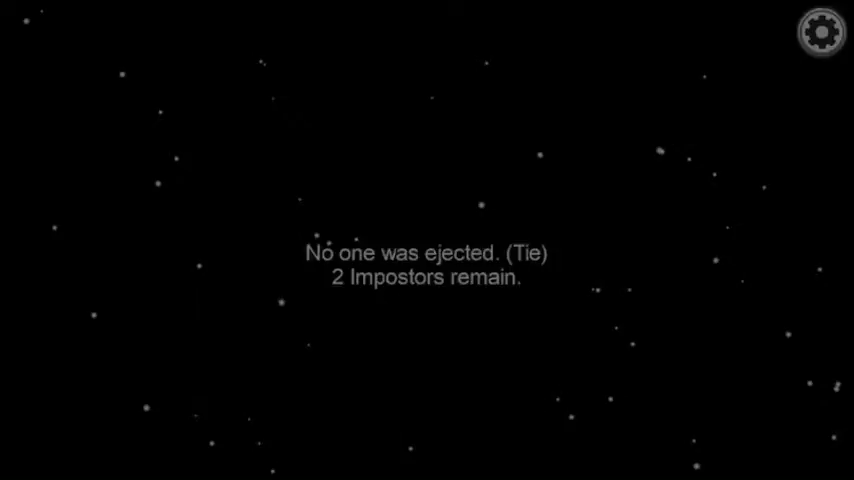 No one was ejected. (Tie)
2 Impostors remain.